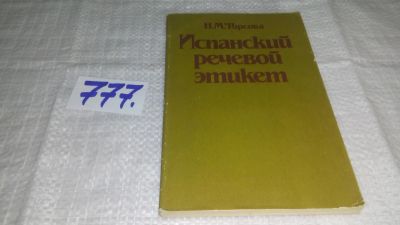 Н.М.Фирсова
Испанский
речевой
этикет
777.